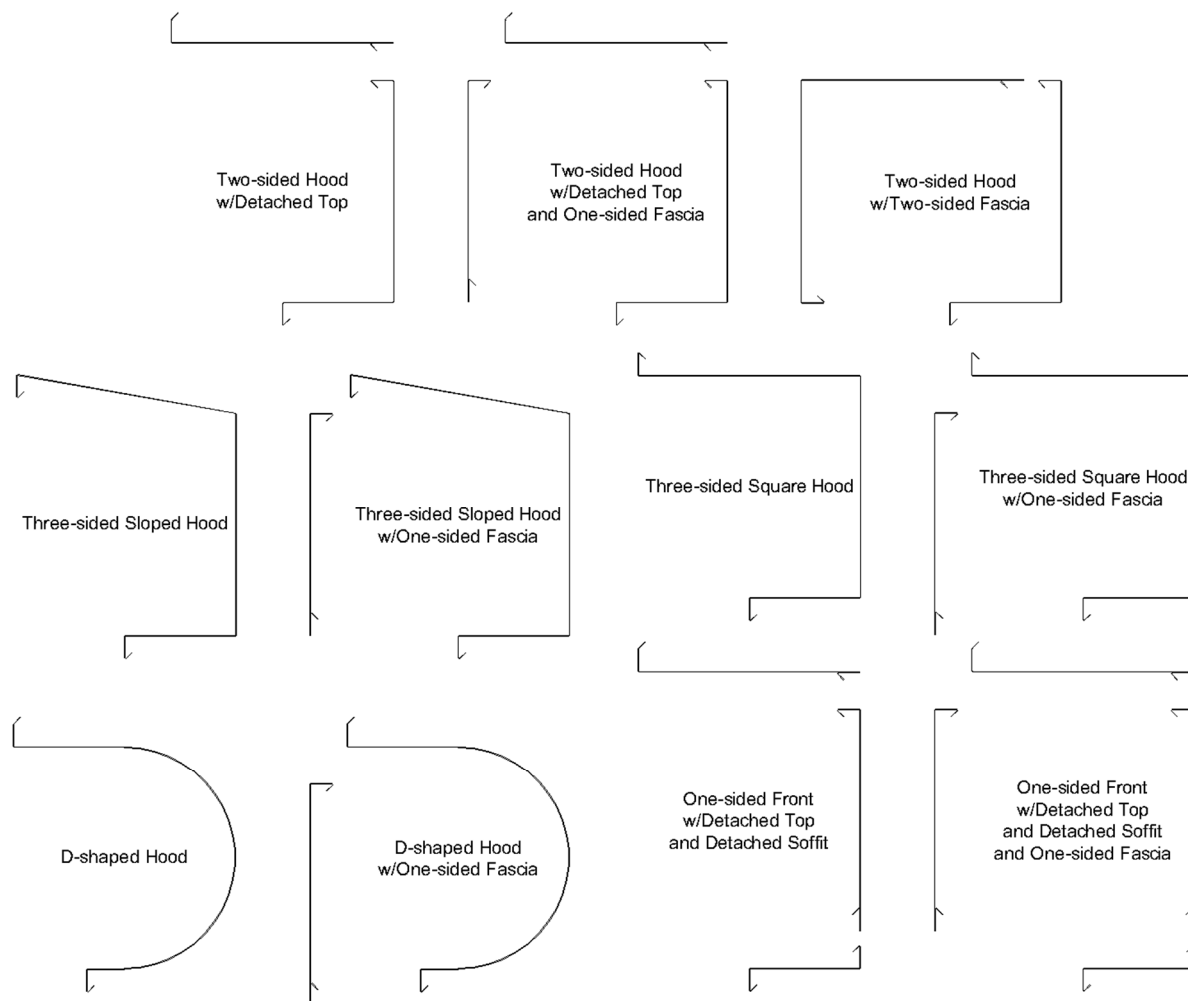 Two-sided Hood
w/Detached Top
Two-sided Hood
w/Detached Top
and One-sided Fascia
Two-sided Hood
w/Two-sided Fascia
Three-sided Sloped Hood
Three-sided Sloped Hood
w/One-sided Fascia
Three-sided Square Hood
Three-sided Square Hood
w/One-sided Fascia
D-shaped Hood
D-shaped Hood
w/One-sided Fascia
One-sided Front
w/Detached Top
and Detached Soffit
One-sided Front
w/Detached Top
and Detached Soffit
and One-sided Fascia